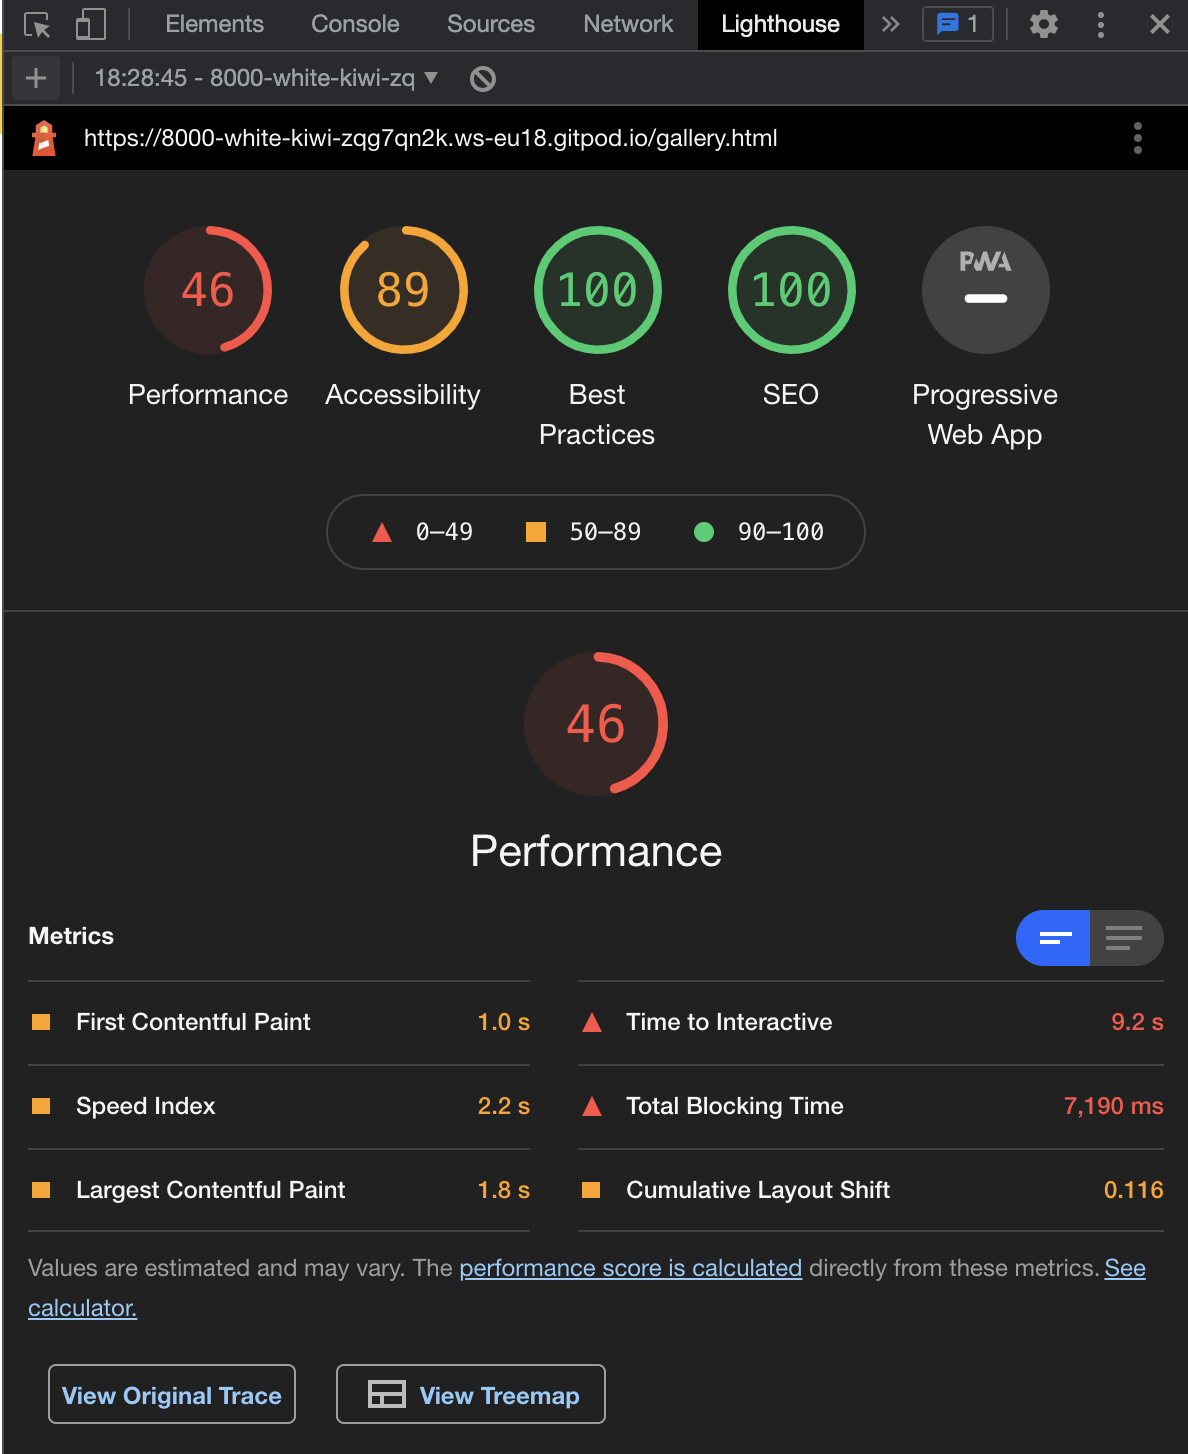 Elements Console Sources Network Lighthouse 1
18:28:45 - 8000-white-kiwi-zq
https://8000-white-kiwi-zqg7qn2k.ws-eu18.gitpod.io/gallery.html
46 89 100 100 PWA
Performance Accessibility Best Practices SEO Progressive Web App
0–49 50–89 90–100
46
Performance
Metrics
First Contentful Paint 1.0 s
Time to Interactive 9.2 s
Speed Index 2.2 s
Total Blocking Time 7,190 ms
Largest Contentful Paint 1.8 s
Cumulative Layout Shift 0.116
Values are estimated and may vary. The performance score is calculated directly from these metrics. See
calculator.
View Original Trace View Treemap